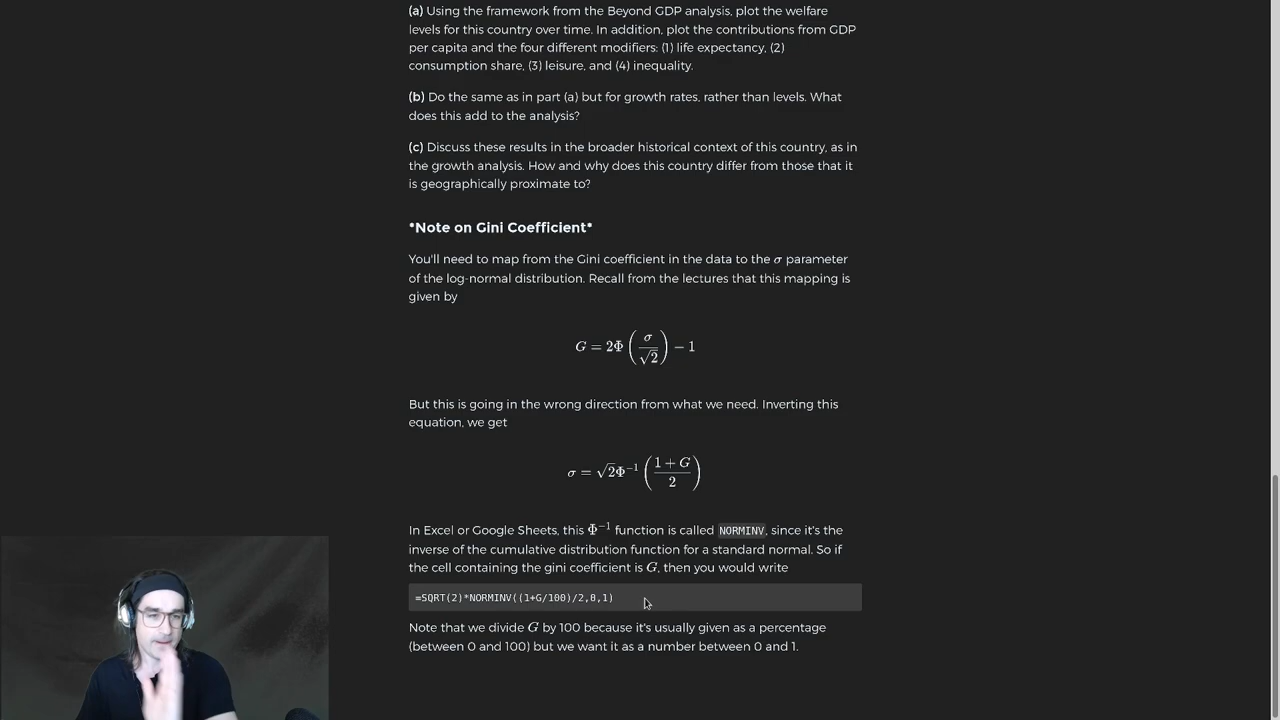 (a) Using the framework from the Beyond GDP analysis, plot the welfare
levels for this country over time. In addition, plot the contributions from GDP
per capita and the four different modifiers: (1) life expectancy, (2)
consumption share, (3) leisure, and (4) inequality.
(b) Do the same as in part (a) but for growth rates, rather than levels. What
does this add to the analysis?
(c) Discuss these results in the broader historical context of this country, as in
the growth analysis. How and why does this country differ from those that it
is geographically proximate to?
*Note on Gini Coefficient*
You'll need to map from the Gini coefficient in the data to the σ parameter
of the log-normal distribution. Recall from the lectures that this mapping is
given by
G = 2Φ(σ/√2) − 1
But this is going in the wrong direction from what we need. Inverting this
equation, we get
σ = √2Φ⁻¹((1 + G)/2)
In Excel or Google Sheets, this Φ⁻¹ function is called NORMINV, since it's the
inverse of the cumulative distribution function for a standard normal. So if
the cell containing the gini coefficient is G, then you would write
=SQRT(2)*NORMINV((1+G/100)/2,0,1)
Note that we divide G by 100 because it's usually given as a percentage
(between 0 and 100) but we want it as a number between 0 and 1.